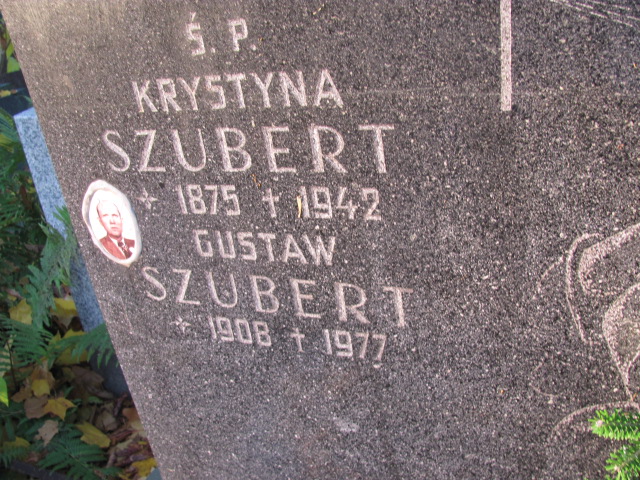 Ś. P.
KRYSTYNA
SZUBERT
* 1875 † 1942
GUSTAW
SZUBERT
* 1908 † 1977